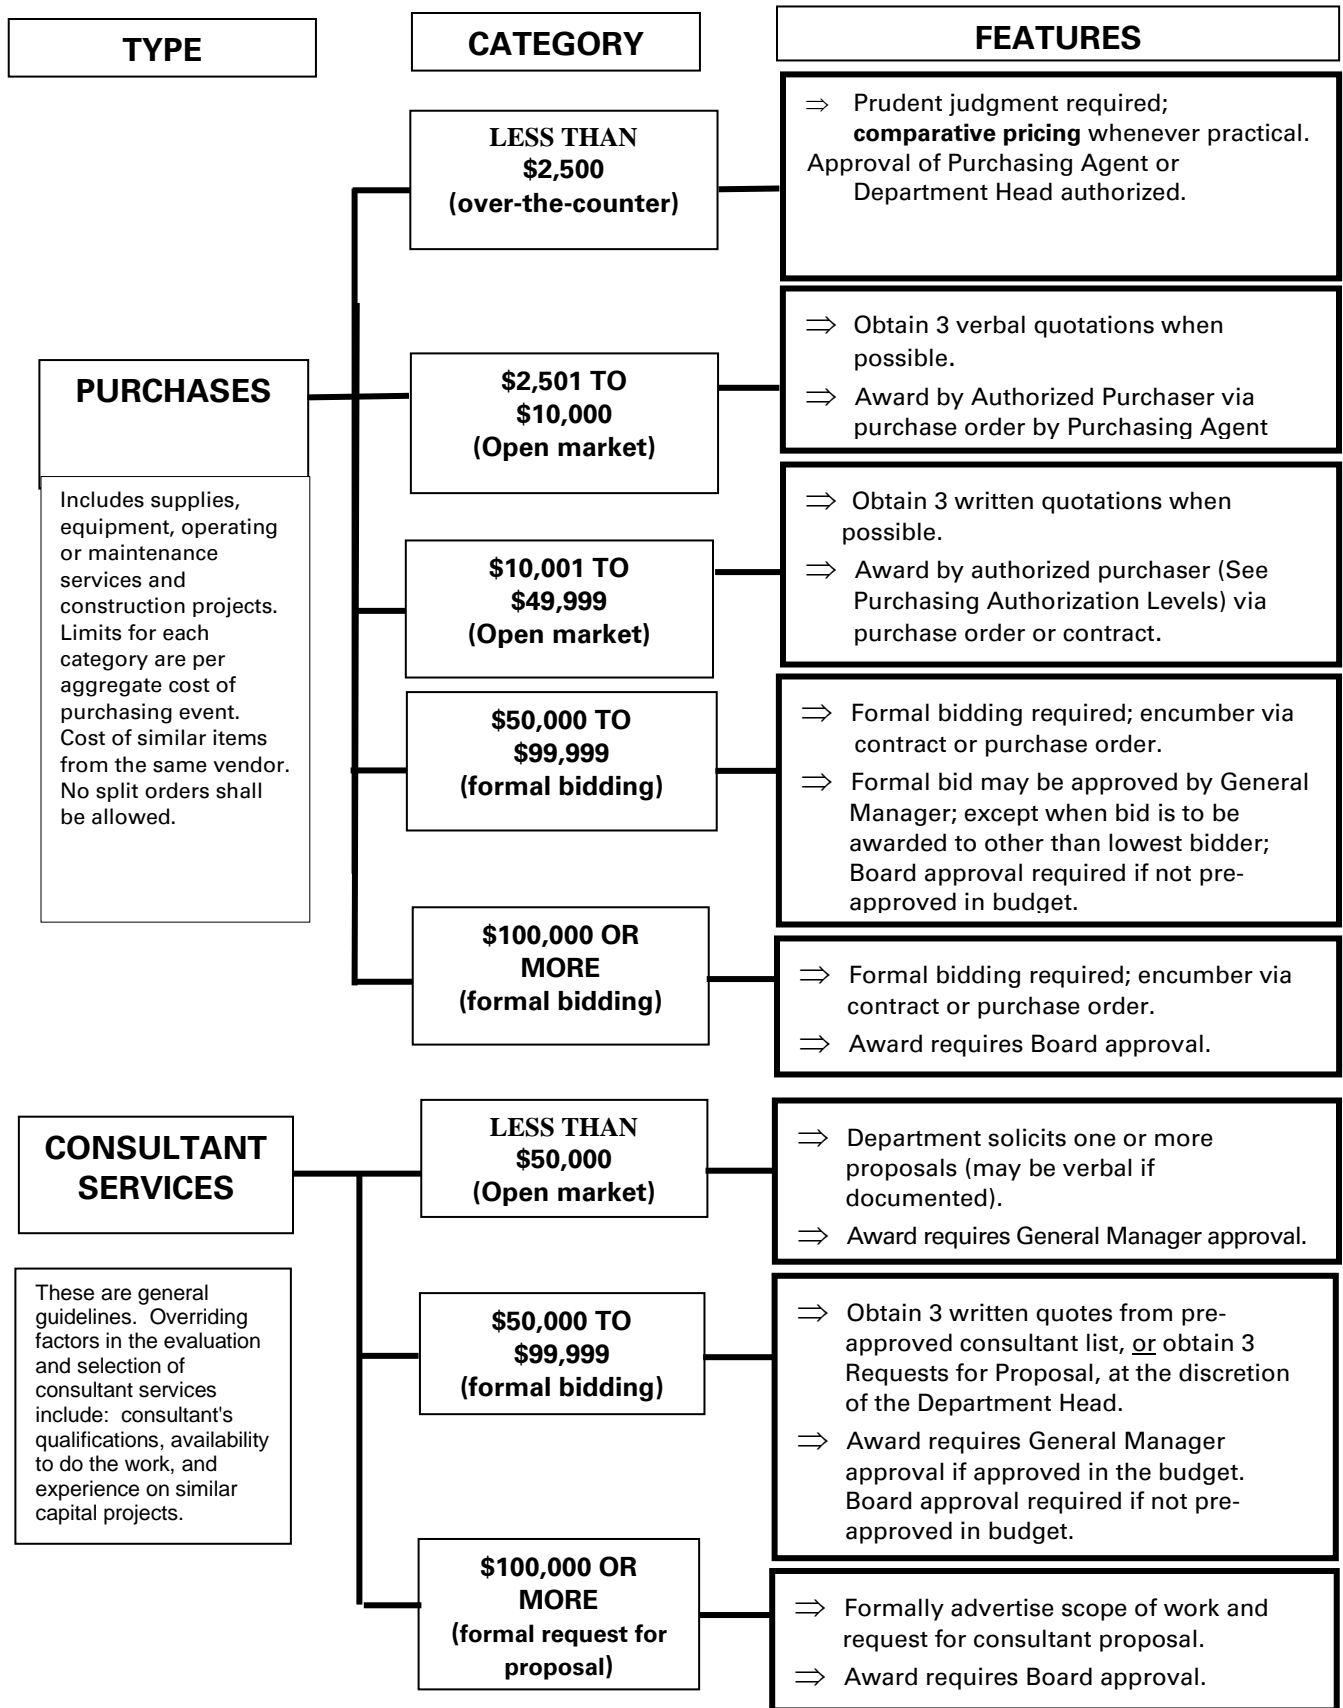 TYPE
CATEGORY
FEATURES
LESS THAN
$2,500
(over-the-counter)
⇒ Prudent judgment required;
comparative pricing whenever practical.
Approval of Purchasing Agent or
Department Head authorized.
PURCHASES
Includes supplies,
equipment, operating
or maintenance
services and
construction projects.
Limits for each
category are per
aggregate cost of
purchasing event.
Cost of similar items
from the same vendor.
No split orders shall
be allowed.
$2,501 TO
$10,000
(Open market)
⇒ Obtain 3 verbal quotations when
possible.
⇒ Award by Authorized Purchaser via
purchase order by Purchasing Agent
$10,001 TO
$49,999
(Open market)
⇒ Obtain 3 written quotations when
possible.
⇒ Award by authorized purchaser (See
Purchasing Authorization Levels) via
purchase order or contract.
$50,000 TO
$99,999
(formal bidding)
⇒ Formal bidding required; encumber via
contract or purchase order.
⇒ Formal bid may be approved by General
Manager; except when bid is to be
awarded to other than lowest bidder;
Board approval required if not pre-
approved in budget.
$100,000 OR
MORE
(formal bidding)
⇒ Formal bidding required; encumber via
contract or purchase order.
⇒ Award requires Board approval.
CONSULTANT
SERVICES
These are general
guidelines. Overriding
factors in the evaluation
and selection of
consultant services
include: consultant's
qualifications, availability
to do the work, and
experience on similar
capital projects.
LESS THAN
$50,000
(Open market)
⇒ Department solicits one or more
proposals (may be verbal if
documented).
⇒ Award requires General Manager approval.
$50,000 TO
$99,999
(formal bidding)
⇒ Obtain 3 written quotes from pre-
approved consultant list, or obtain 3
Requests for Proposal, at the discretion
of the Department Head.
⇒ Award requires General Manager
approval if approved in the budget.
Board approval required if not pre-
approved in budget.
$100,000 OR
MORE
(formal request for
proposal)
⇒ Formally advertise scope of work and
request for consultant proposal.
⇒ Award requires Board approval.